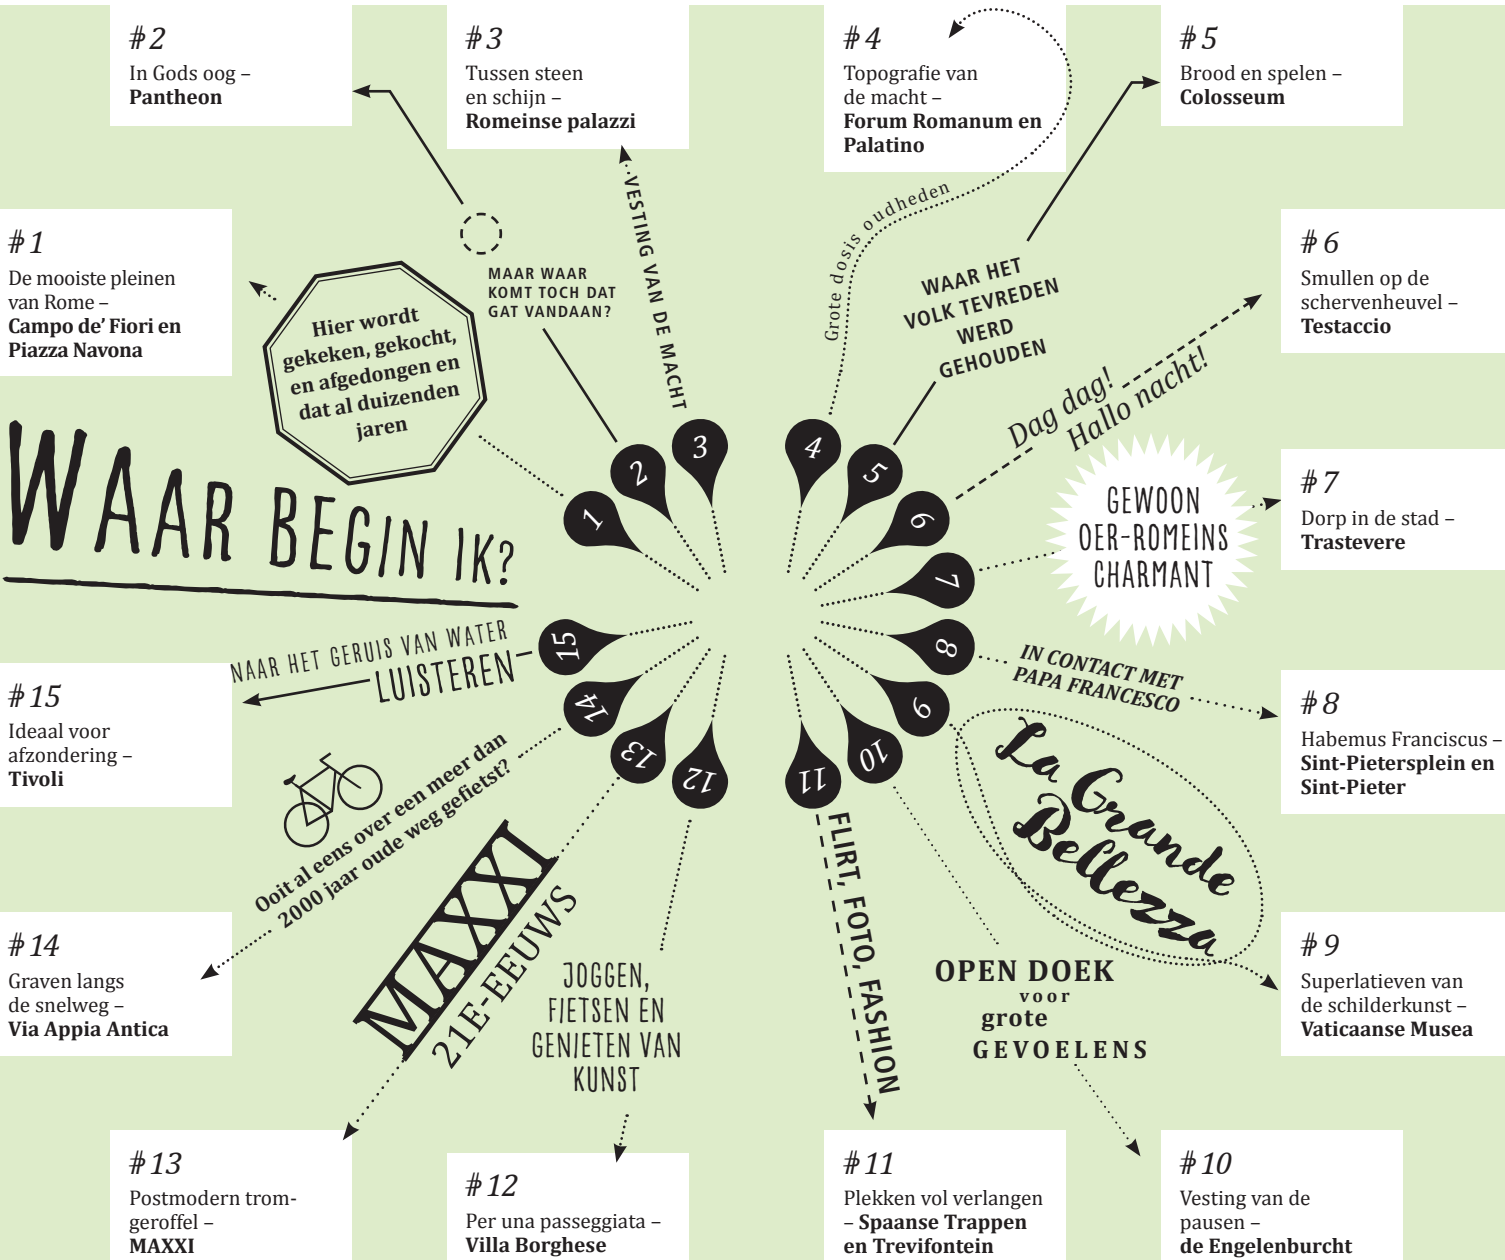 #2
In Gods oog –
Pantheon
#3
Tussen steen
en schijn –
Romeinse palazzi
#4
Topografie van
de macht –
Forum Romanum en
Palatino
#5
Brood en spelen –
Colosseum
#1
De mooiste pleinen
van Rome –
Campo de' Fiori en
Piazza Navona
Hier wordt
gekeken, gekocht,
en afgedongen en
dat al duizenden
jaren
MAAR WAAR
KOMT TOCH DAT
GAT VANDAAN?
VESTING VAN DE MACHT
Grote dosis oudheden
WAAR HET
VOLK TEVREDEN
WERD
GEHOUDEN
#6
Smullen op de
schervenheuvel –
Testaccio
Dag dag!
Hallo nacht!
WAAR BEGIN IK?
1
2
3
4
5
6
7
8
9
10
11
12
13
14
15
GEWOON
OER-ROMEINS
CHARMANT
#7
Dorp in de stad –
Trastevere
NAAR HET GERUIS VAN WATER
LUISTEREN
#15
Ideaal voor
afzondering –
Tivoli
IN CONTACT MET
PAPA FRANCESCO
#8
Habemus Franciscus –
Sint-Pietersplein en
Sint-Pieter
Ooit al eens over een meer dan
2000 jaar oude weg gefietst?
#14
Graven langs
de snelweg –
Via Appia Antica
MAXXI
21E-EEUWS
JOGGEN,
FIETSEN EN
GENIETEN VAN
KUNST
FLIRT, FOTO, FASHION
OPEN DOEK
voor
grote
GEVOELENS
La Grande
Bellezza
#9
Superlatieven van
de schilderkunst –
Vaticaanse Musea
#13
Postmodern trom-
geroffel –
MAXXI
#12
Per una passeggiata –
Villa Borghese
#11
Plekken vol verlangen
– Spaanse Trappen
en Trevifontein
#10
Vesting van de
pausen –
de Engelenburcht